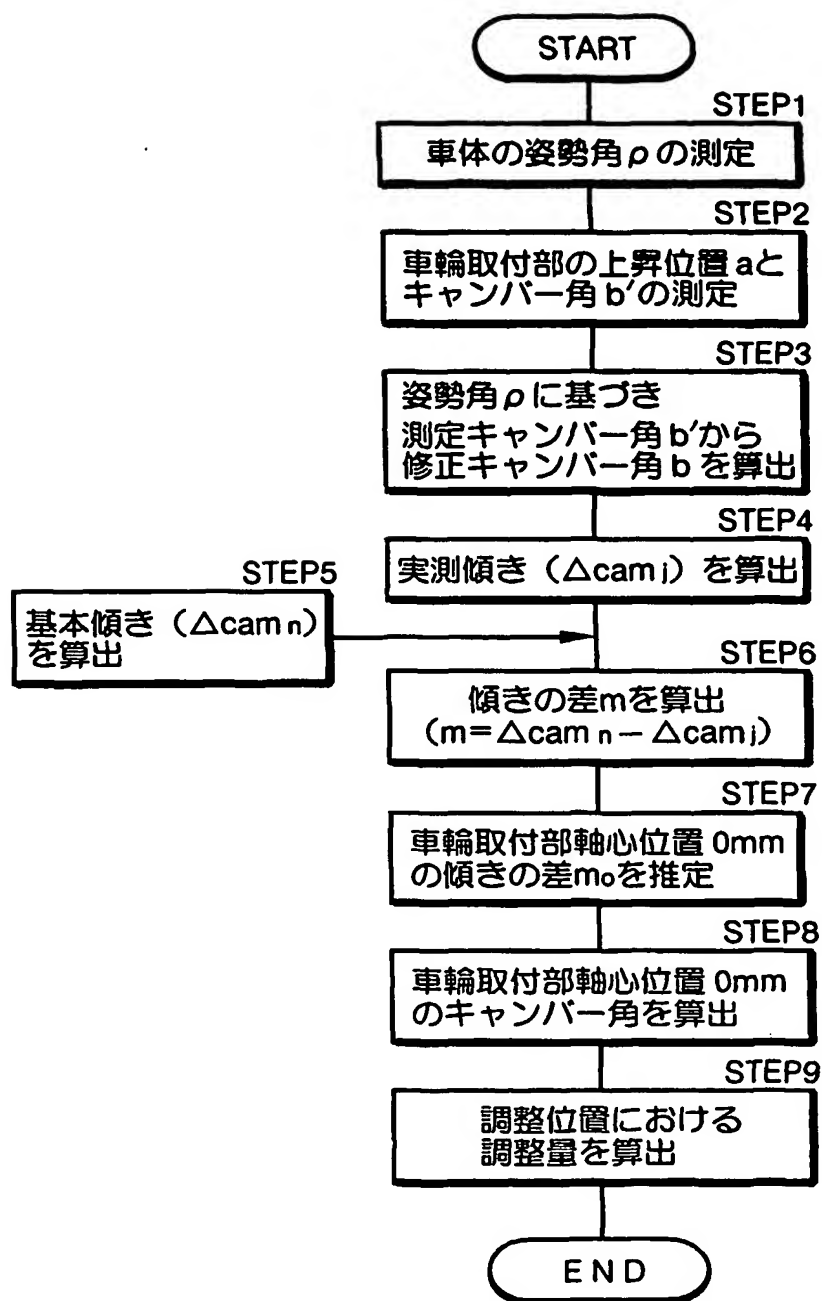 START
STEP1
車体の姿勢角ρの測定
STEP2
車輪取付部の上昇位置aと
キャンバー角b′の測定
STEP3
姿勢角ρに基づき
測定キャンバー角b′から
修正キャンバー角bを算出
STEP4
実測傾き（△camj）を算出
STEP5
基本傾き（△camn）
を算出
STEP6
傾きの差mを算出
（m=△camn－△camj）
STEP7
車輪取付部軸心位置0mm
の傾きの差m₀を推定
STEP8
車輪取付部軸心位置0mm
のキャンバー角を算出
STEP9
調整位置における
調整量を算出
END